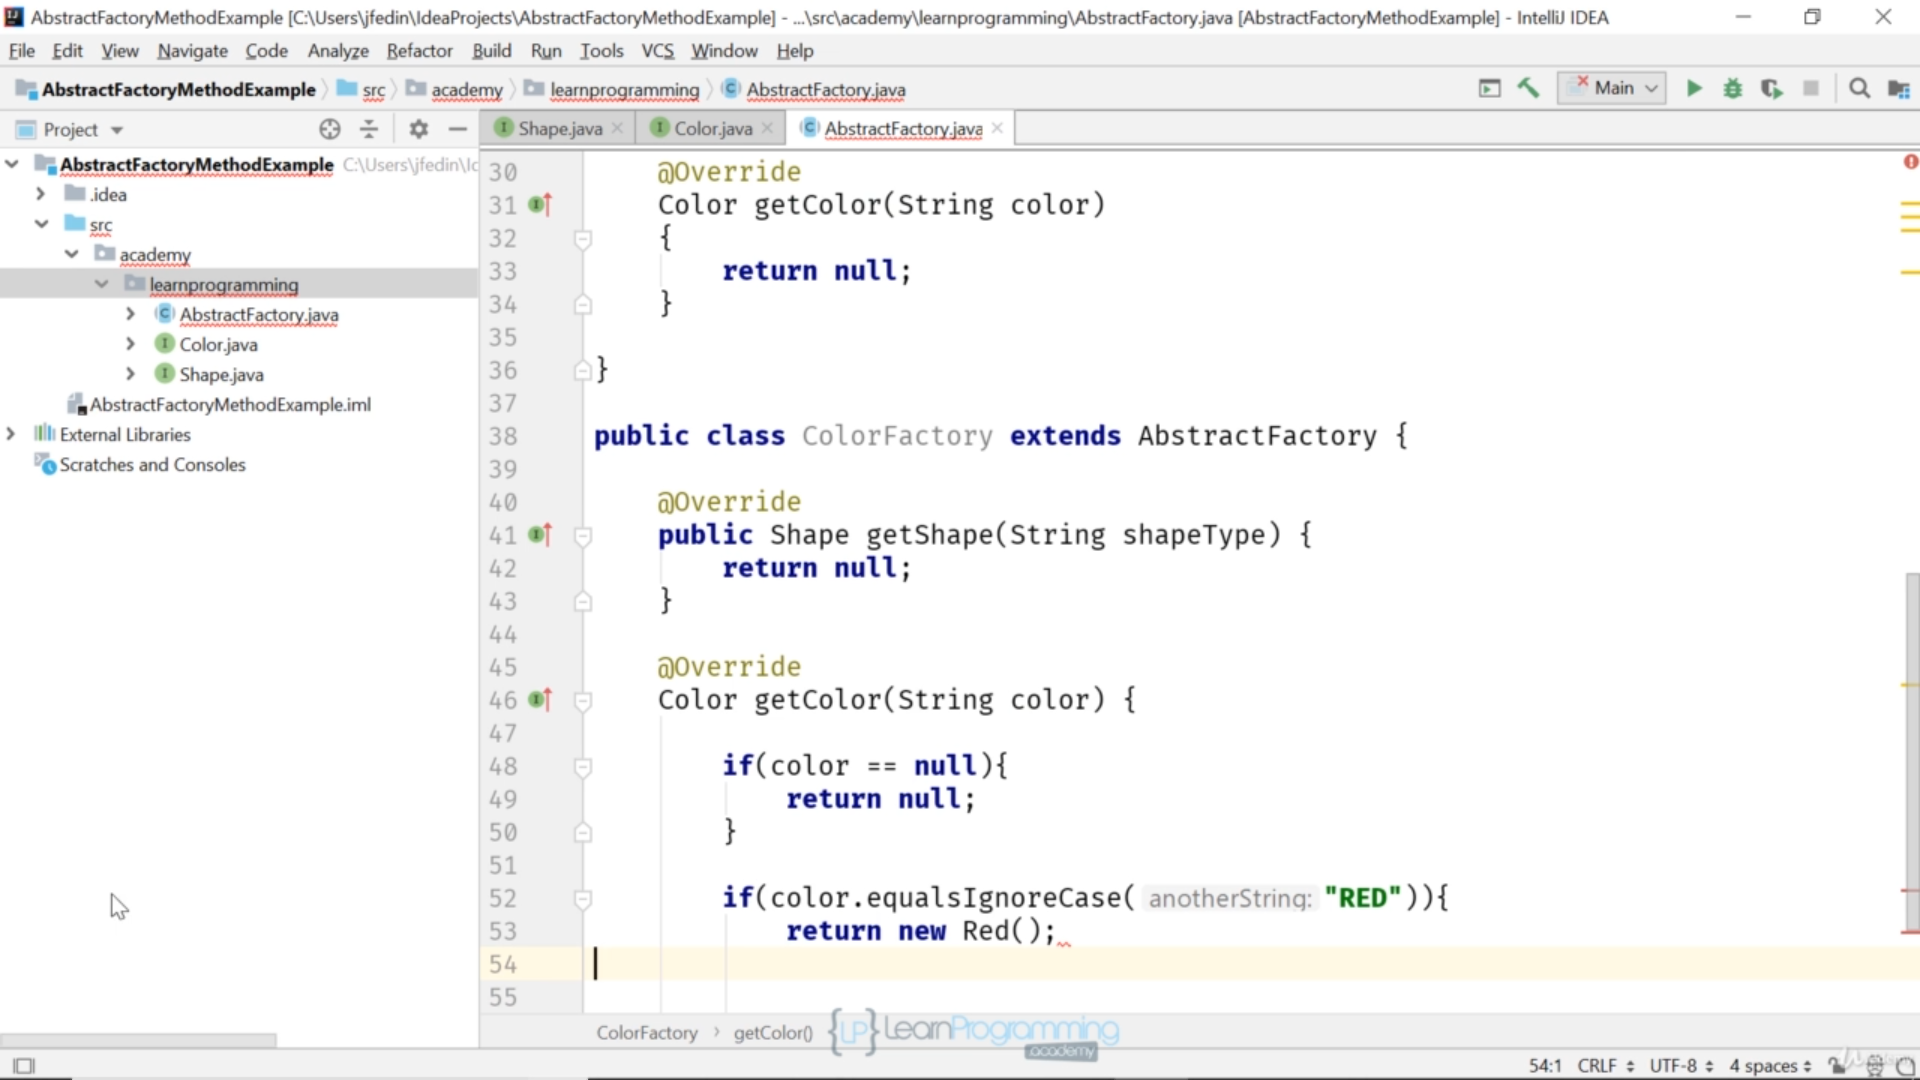 AbstractFactoryMethodExample [C:\Users\jfedin\IdeaProjects\AbstractFactoryMethodExample] - ...\src\academy\learnprogramming\AbstractFactory.java [AbstractFactoryMethodExample] - IntelliJ IDEA
File Edit View Navigate Code Analyze Refactor Build Run Tools VCS Window Help
AbstractFactoryMethodExample src academy learnprogramming AbstractFactory.java Main
Project
Shape.java Color.java AbstractFactory.java
AbstractFactoryMethodExample C:\Users\jfedin\Id
.idea
src
academy
learnprogramming
AbstractFactory.java
Color.java
Shape.java
AbstractFactoryMethodExample.iml
External Libraries
Scratches and Consoles
30 @Override
31 Color getColor(String color)
32 {
33 return null;
34 }
35
36 }
37
38 public class ColorFactory extends AbstractFactory {
39
40 @Override
41 public Shape getShape(String shapeType) {
42 return null;
43 }
44
45 @Override
46 Color getColor(String color) {
47
48 if(color == null){
49 return null;
50 }
51
52 if(color.equalsIgnoreCase( anotherString: "RED")){
53 return new Red();
54
55
ColorFactory › getColor()
{LP} LearnProgramming
academy
54:1 CRLF UTF-8 4 spaces